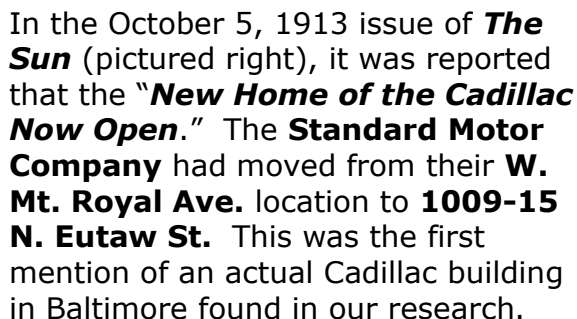 In the October 5, 1913 issue of The
Sun (pictured right), it was reported
that the “New Home of the Cadillac
Now Open.”  The Standard Motor
Company had moved from their W.
Mt. Royal Ave. location to 1009-15
N. Eutaw St.  This was the first
mention of an actual Cadillac building
in Baltimore found in our research.